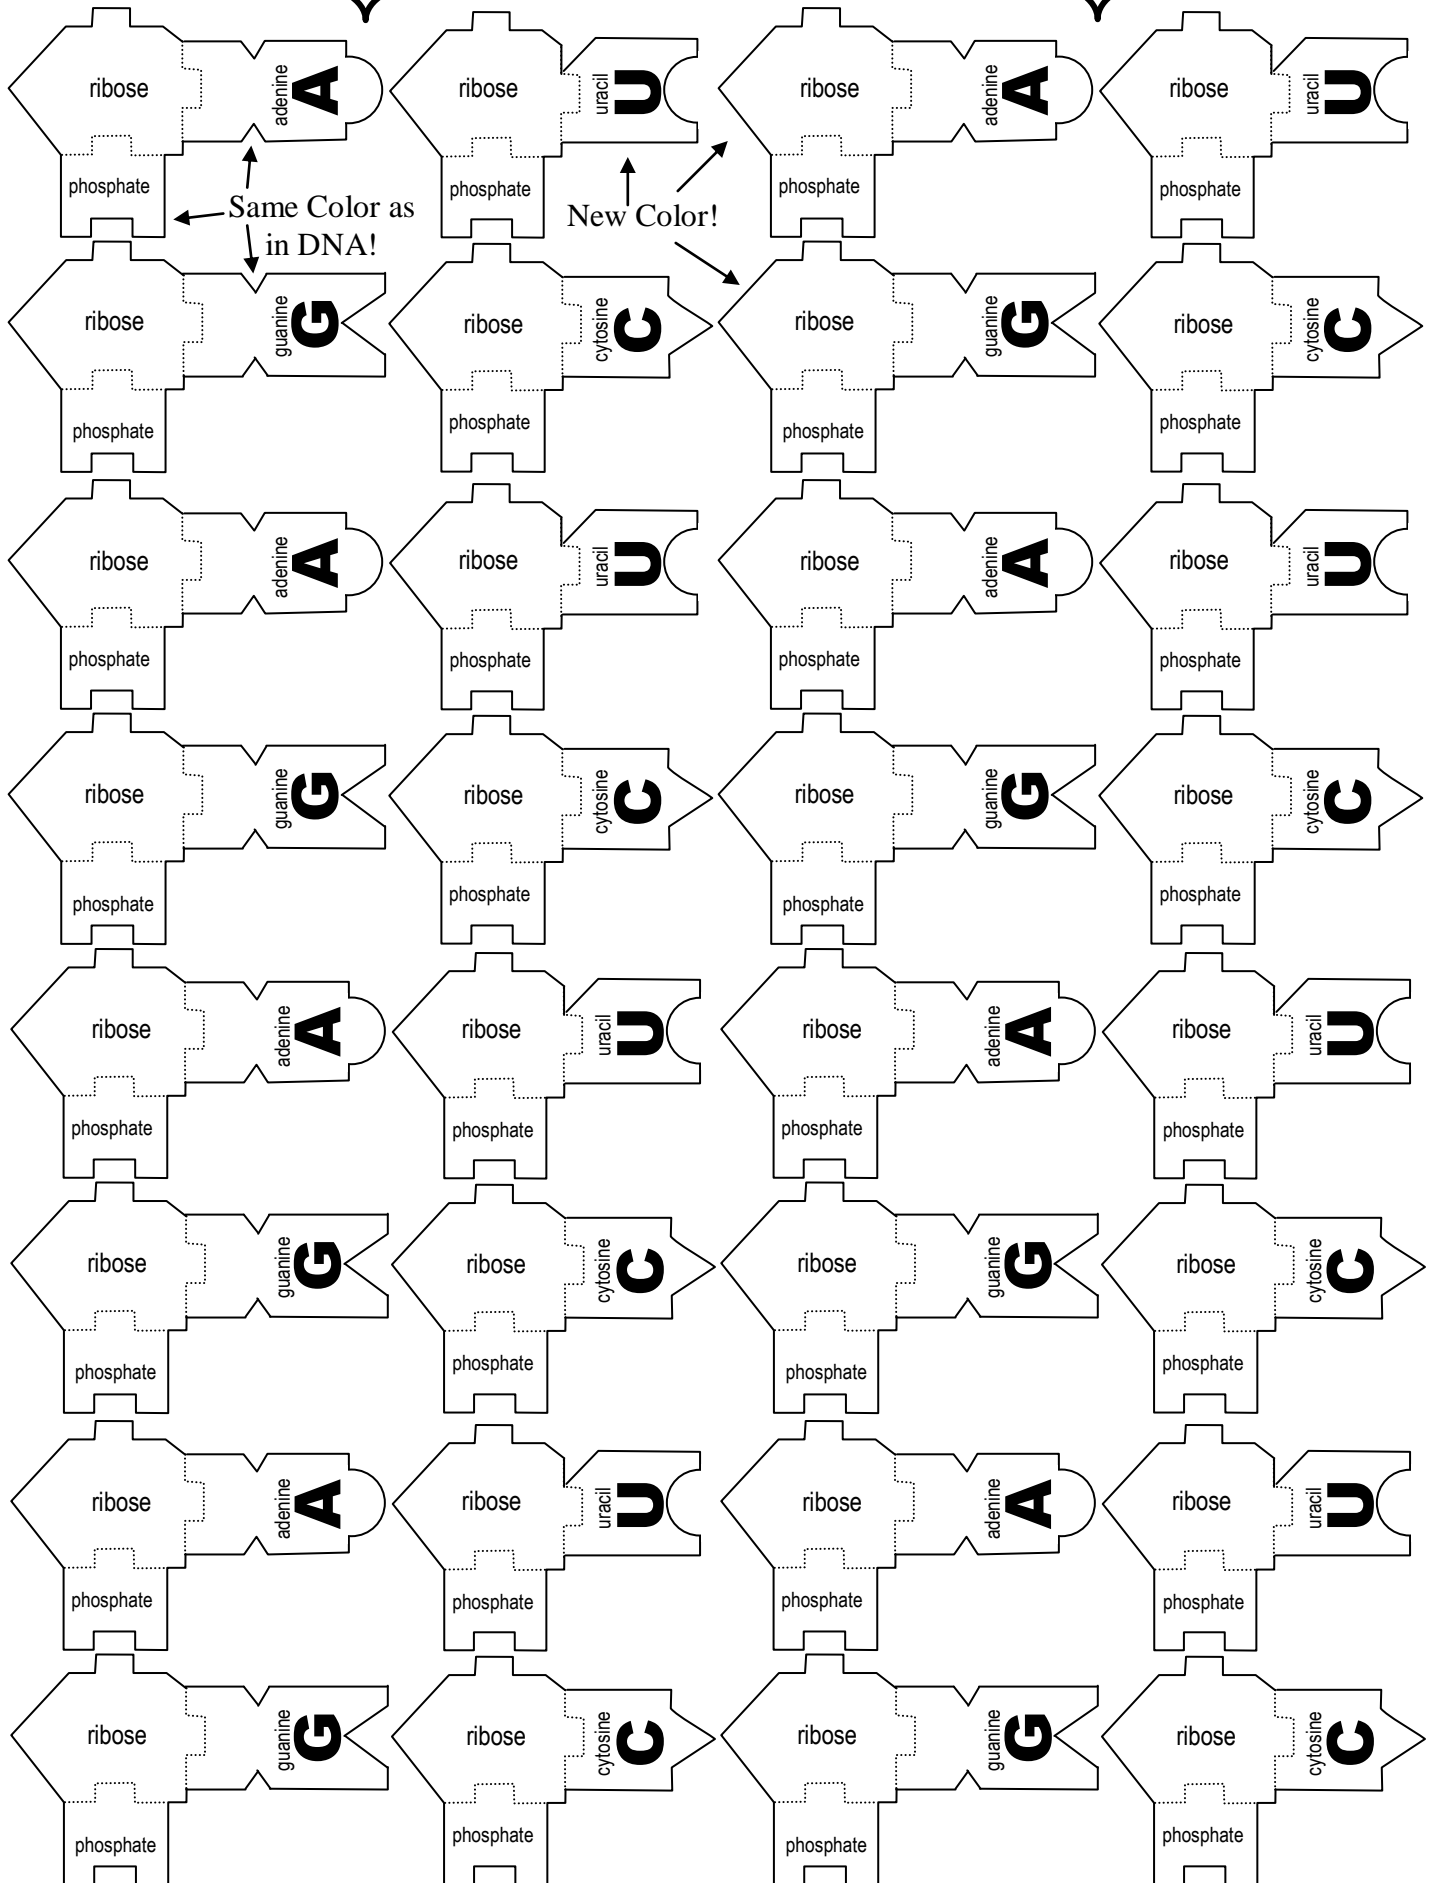 ribose adenine A ribose uracil U ribose adenine A ribose uracil U
phosphate phosphate phosphate phosphate
Same Color as
in DNA!
New Color!
ribose guanine G ribose cytosine C ribose guanine G ribose cytosine C
phosphate phosphate phosphate phosphate
ribose adenine A ribose uracil U ribose adenine A ribose uracil U
phosphate phosphate phosphate phosphate
ribose guanine G ribose cytosine C ribose guanine G ribose cytosine C
phosphate phosphate phosphate phosphate
ribose adenine A ribose uracil U ribose adenine A ribose uracil U
phosphate phosphate phosphate phosphate
ribose guanine G ribose cytosine C ribose guanine G ribose cytosine C
phosphate phosphate phosphate phosphate
ribose adenine A ribose uracil U ribose adenine A ribose uracil U
phosphate phosphate phosphate phosphate
ribose guanine G ribose cytosine C ribose guanine G ribose cytosine C
phosphate phosphate phosphate phosphate